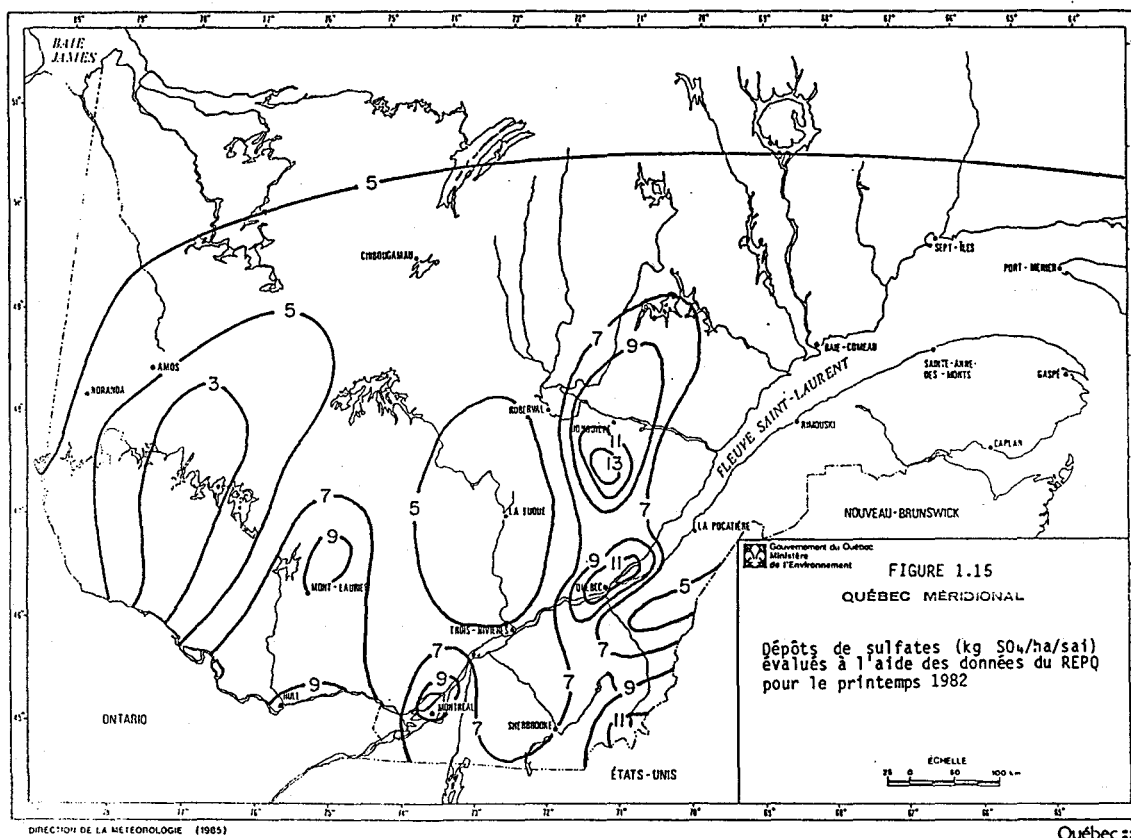 BAIE
JAMES
5
CHIBOUGAMAU
SEPT-ÎLES
PORT-MENIER
5
7
9
BAIE-COMEAU
SAINTE-ANNE-
DES-MONTS
GASPÉ
AMOS
NORANDA
3
ROBERVAL
JONQUIÈRE
11
13
FLEUVE SAINT-LAURENT
RIMOUSKI
CAPLAN
5
LA TUQUE
7
LA POCATIÈRE
NOUVEAU-BRUNSWICK
7
9
MONT-LAURIER
9
11
QUÉBEC
5
TROIS-RIVIÈRES
7
7
9
7
9
HULL
9
MONTRÉAL
7
SHERBROOKE
11
ONTARIO
ÉTATS-UNIS
Gouvernement du Québec
Ministère
de l'Environnement
FIGURE 1.15
QUÉBEC MÉRIDIONAL
Dépôts de sulfates (kg SO₄/ha/sai)
évalués à l'aide des données du REPQ
pour le printemps 1982
ÉCHELLE
25 0 50 100 km
DIRECTION DE LA MÉTÉOROLOGIE (1985)
Québec